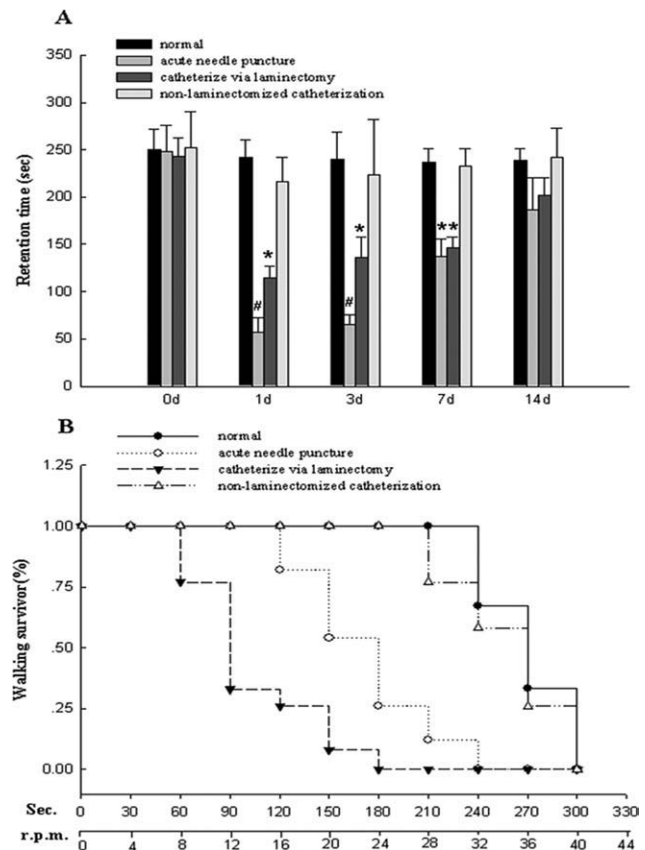 A
normal
acute needle puncture
catheterize via laminectomy
non-laminectomized catheterization
Retention time (sec)
350
300
250
200
150
100
50
0
# * # * ** 
0d 1d 3d 7d 14d
B
normal
acute needle puncture
catheterize via laminectomy
non-laminectomized catheterization
Walking survivor(%)
1.25
1.00
.75
.50
.25
0.00
Sec. 0 30 60 90 120 150 180 210 240 270 300 330
r.p.m. 0 4 8 12 16 20 24 28 32 36 40 44